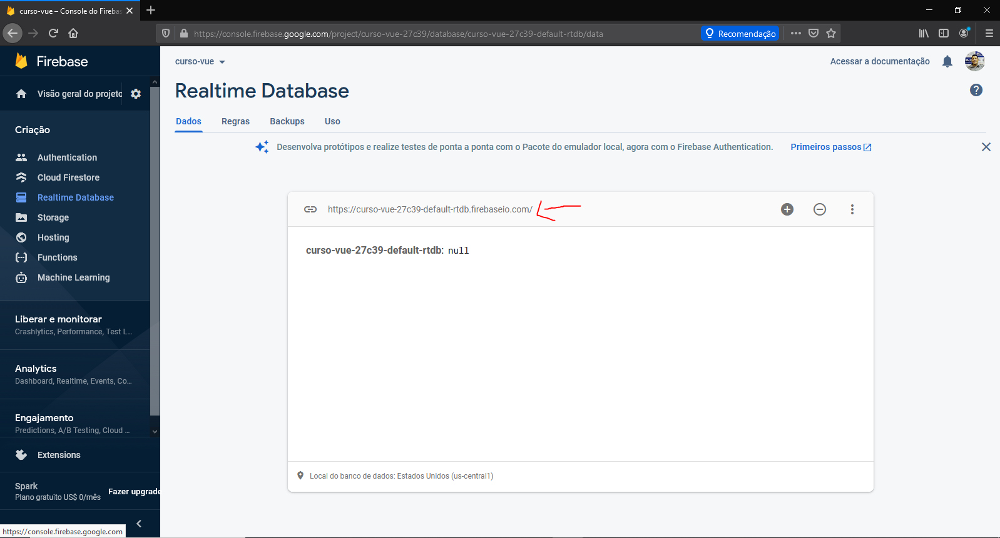 curso-vue – Console do Firebas
https://console.firebase.google.com/project/curso-vue-27c39/database/curso-vue-27c39-default-rtdb/data
Recomendação
Firebase
Visão geral do projeto
Criação
Authentication
Cloud Firestore
Realtime Database
Storage
Hosting
Functions
Machine Learning
Liberar e monitorar
Crashlytics, Performance, Test L...
Analytics
Dashboard, Realtime, Events, Co...
Engajamento
Predictions, A/B Testing, Cloud ...
Extensions
Spark
Plano gratuito US$ 0/mês
Fazer upgrade
https://console.firebase.google.com
curso-vue
Acessar a documentação
Realtime Database
Dados Regras Backups Uso
Desenvolva protótipos e realize testes de ponta a ponta com o Pacote do emulador local, agora com o Firebase Authentication. Primeiros passos
https://curso-vue-27c39-default-rtdb.firebaseio.com/
curso-vue-27c39-default-rtdb: null
Local do banco de dados: Estados Unidos (us-central1)